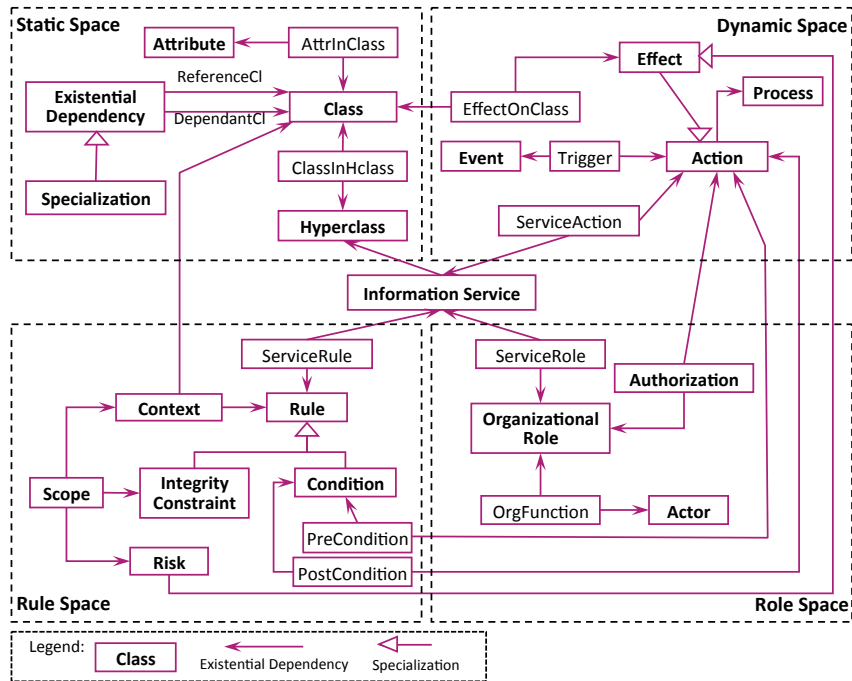 Static Space
Dynamic Space
Attribute
AttrInClass
Effect
ReferenceCl
Existential
Dependency
DependantCl
Class
EffectOnClass
Process
Event
Trigger
Action
ClassInHclass
Specialization
Hyperclass
ServiceAction
Information Service
ServiceRule
ServiceRole
Authorization
Context
Rule
Organizational
Role
Scope
Integrity
Constraint
Condition
OrgFunction
Actor
PreCondition
Risk
PostCondition
Rule Space
Role Space
Legend:
Class
Existential Dependency
Specialization